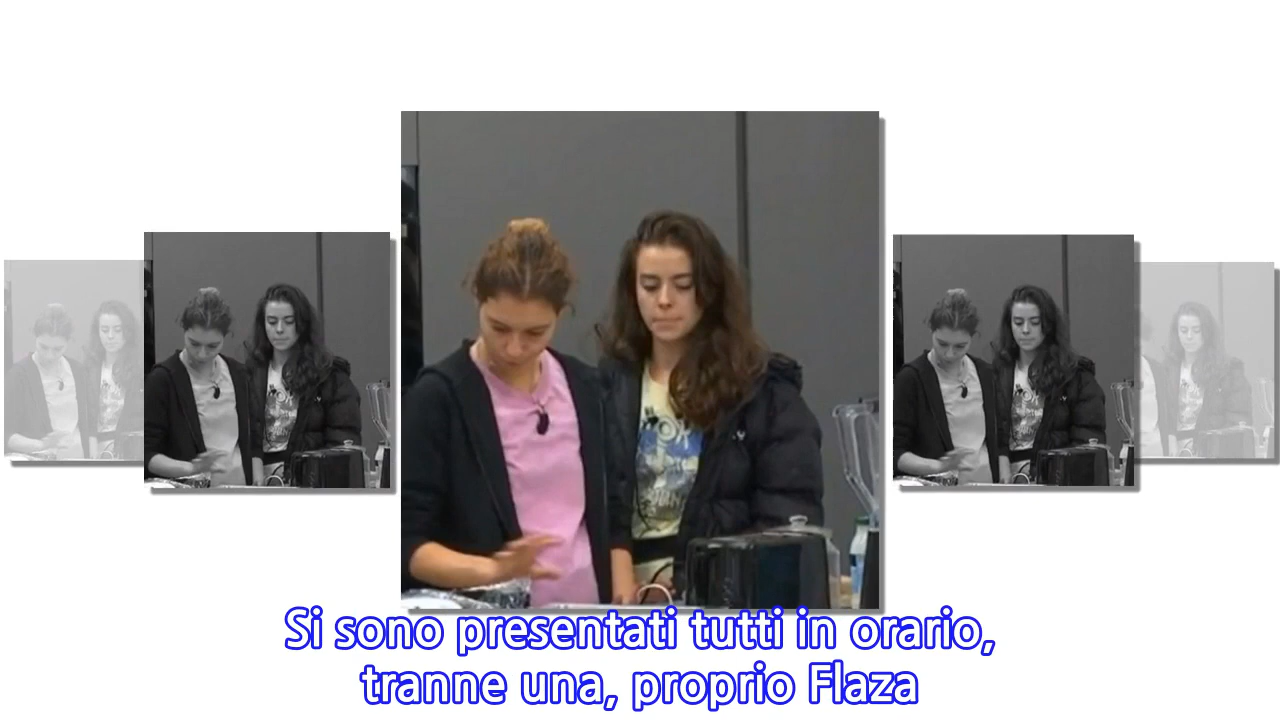 Si sono presentati tutti in orario,
tranne una, proprio Flaza